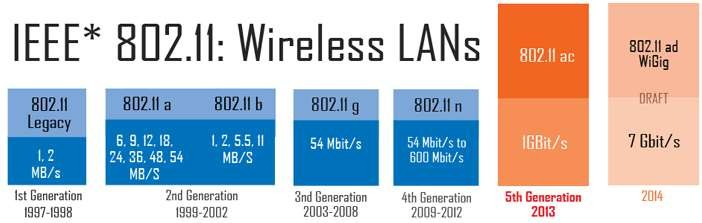 IEEE* 802.11: Wireless LANs
802.11
Legacy
1, 2
MB/S
1st Generation
1997-1998
802.11 a
6, 9, 12, 18,
24, 36, 48, 54
MB/S
802.11 b
1, 2, 5.5, 11
MB/S
2nd Generation
1999-2002
802.11 g
54 Mbit/s
3nd Generation
2003-2008
802.11 n
54 Mbit/s to
600 Mbit/s
4th Generation
2009-2012
802.11 ac
1GBit/s
5th Generation
2013
802.11 ad
WiGig
DRAFT
7 Gbit/s
2014